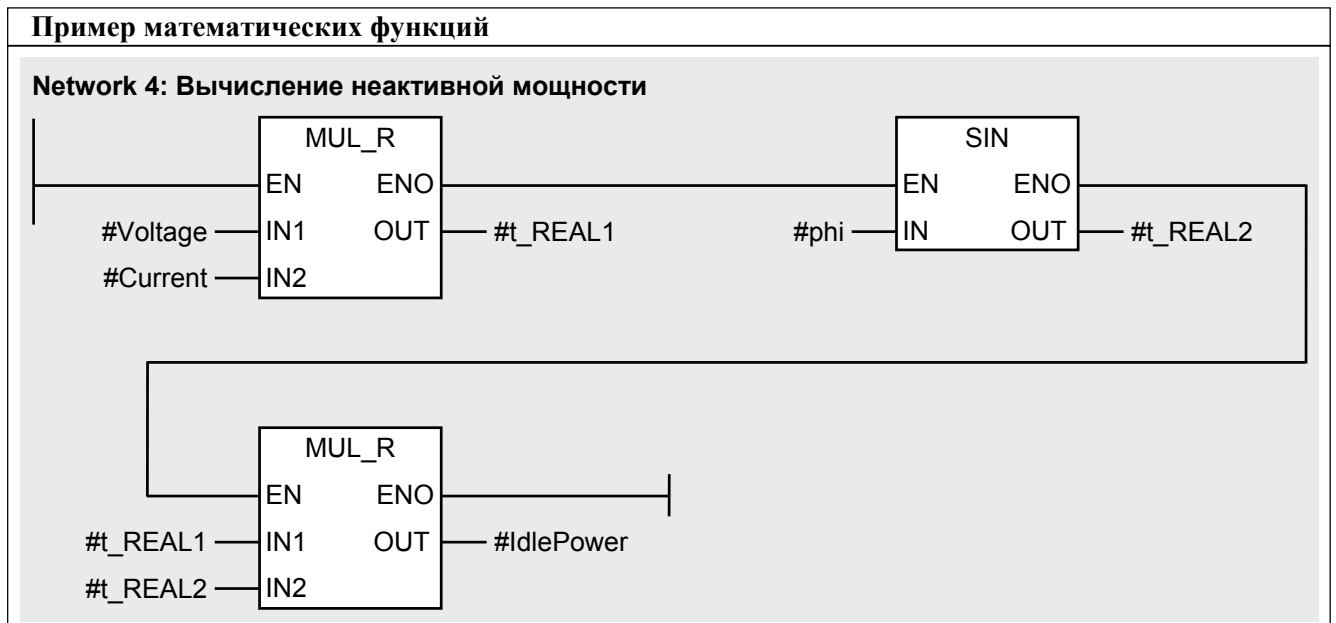 Пример математических функций
Network 4: Вычисление неактивной мощности
MUL_R
EN ENO
#Voltage IN1 OUT #t_REAL1
#Current IN2
SIN
EN ENO
#phi IN OUT #t_REAL2
MUL_R
EN ENO
#t_REAL1 IN1 OUT #IdlePower
#t_REAL2 IN2